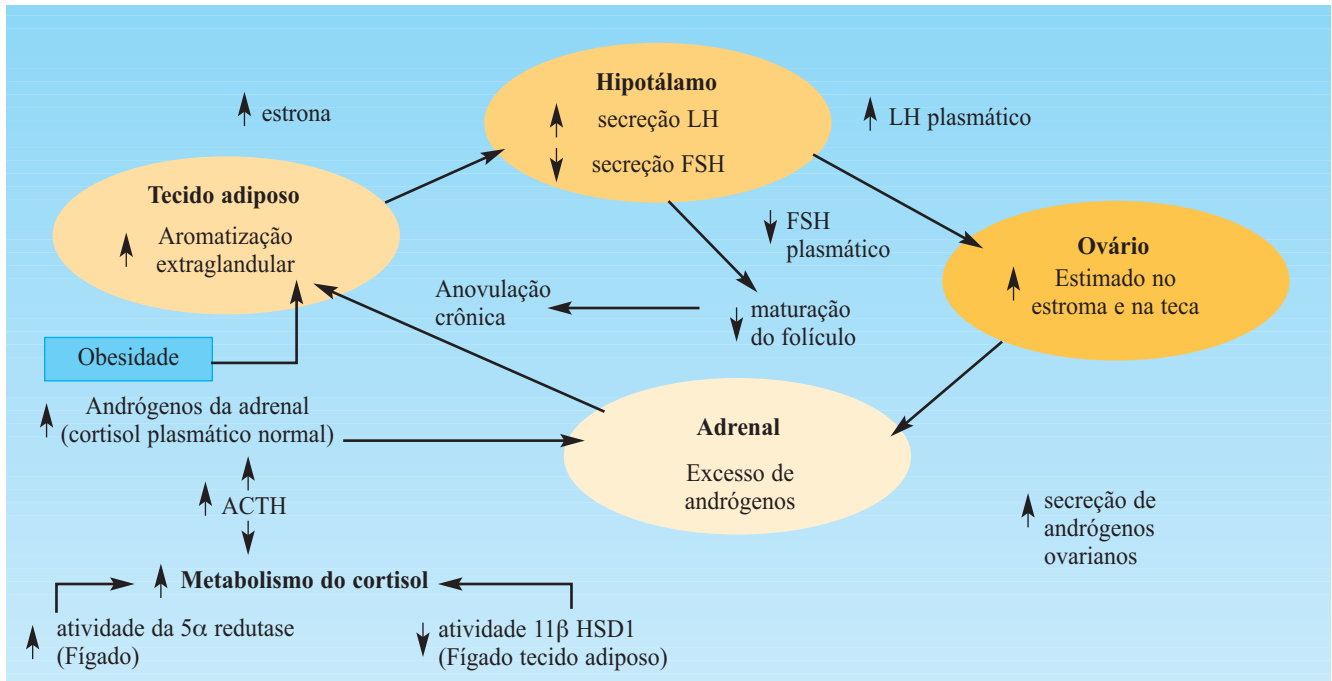 Hipotálamo
secreção LH
secreção FSH
estrona
LH plasmático
Tecido adiposo
Aromatização
extraglandular
FSH
plasmático
Ovário
Estimado no
estroma e na teca
Anovulação
crônica
maturação
do folículo
Obesidade
Andrógenos da adrenal
(cortisol plasmático normal)
Adrenal
Excesso de
andrógenos
ACTH
secreção de
andrógenos
ovarianos
Metabolismo do cortisol
atividade da 5α redutase
(Fígado)
atividade 11β HSD1
(Fígado tecido adiposo)